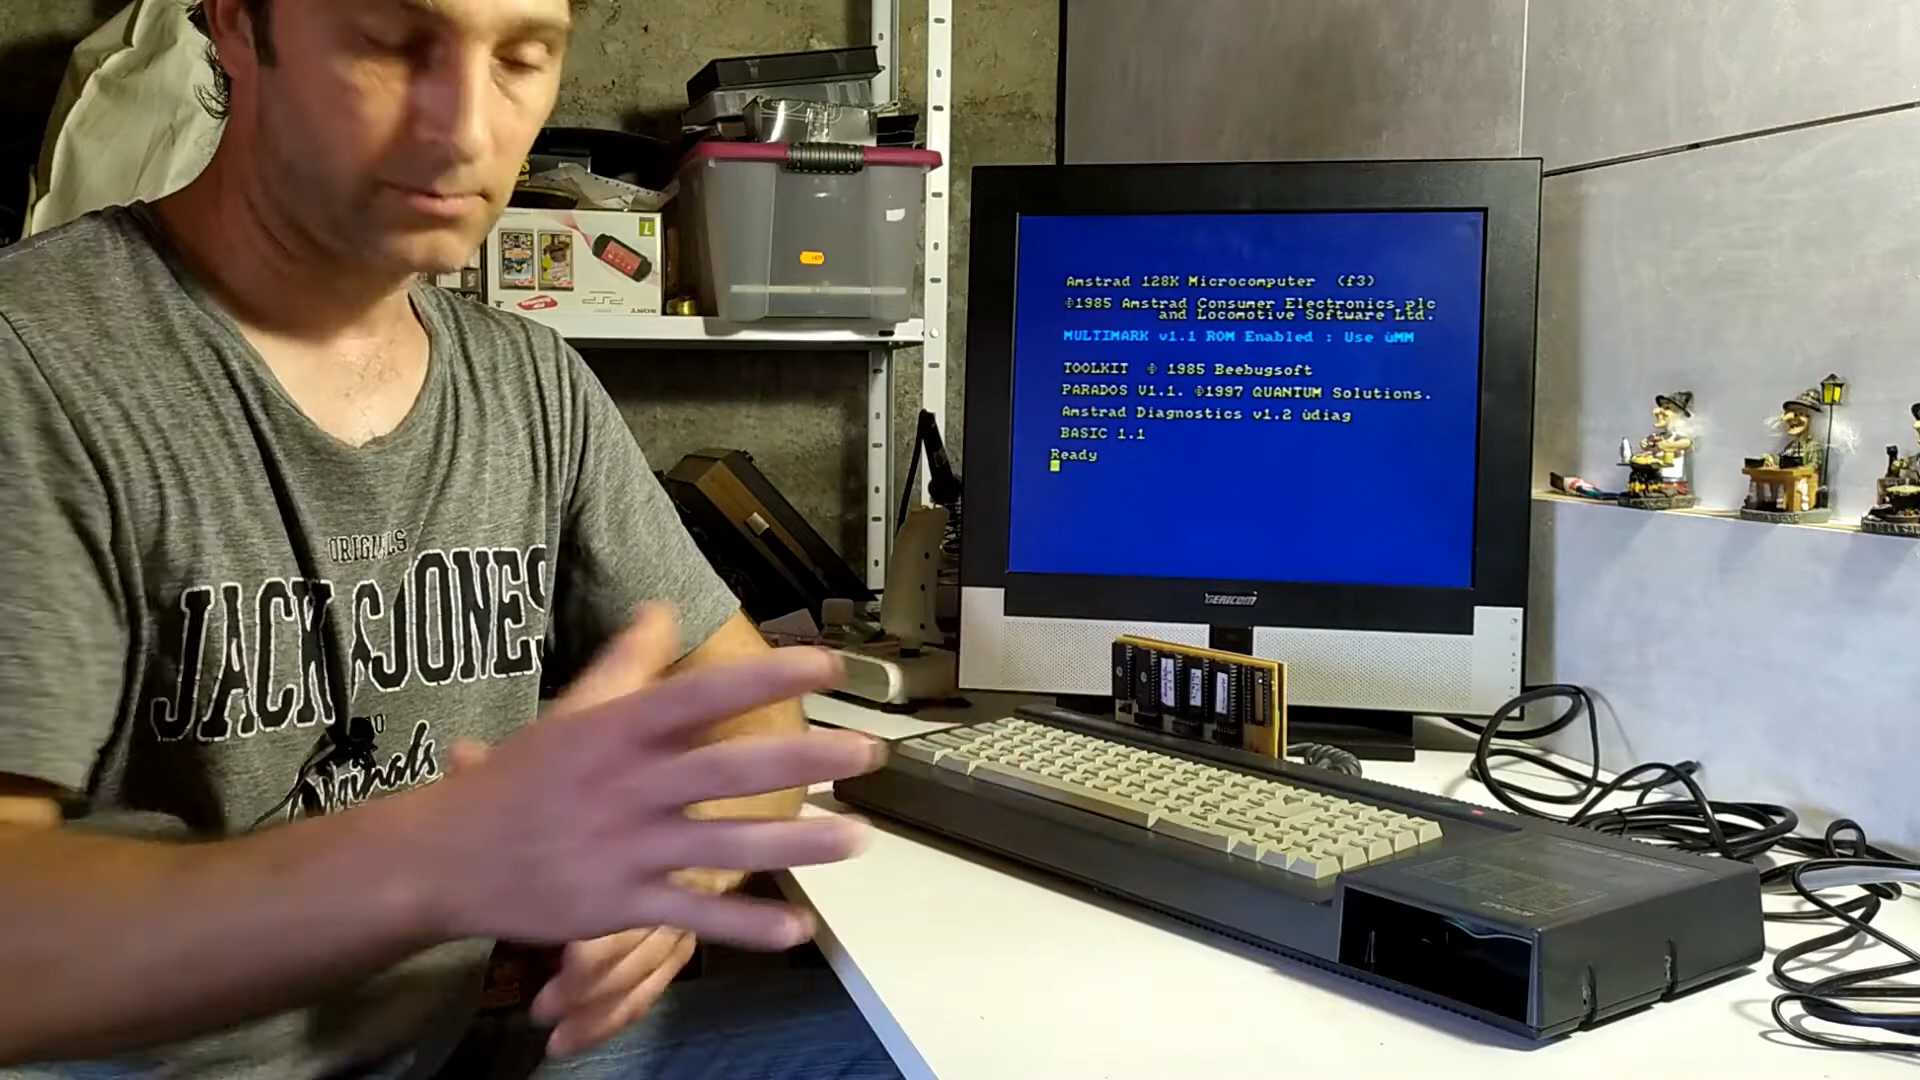 Amstrad 128K Microcomputer (f3)
©1985 Amstrad Consumer Electronics plc
and Locomotive Software Ltd.
MULTIMARK v1.1 ROM Enabled : Use ùMM
TOOLKIT © 1985 Beebugsoft
PARADOS V1.1. ©1997 QUANTUM Solutions.
Amstrad Diagnostics v1.2 ùdiag
BASIC 1.1
Ready
GERICOM
ORIGINALS
JACK & JONES
Originals
PSP
SONY
L